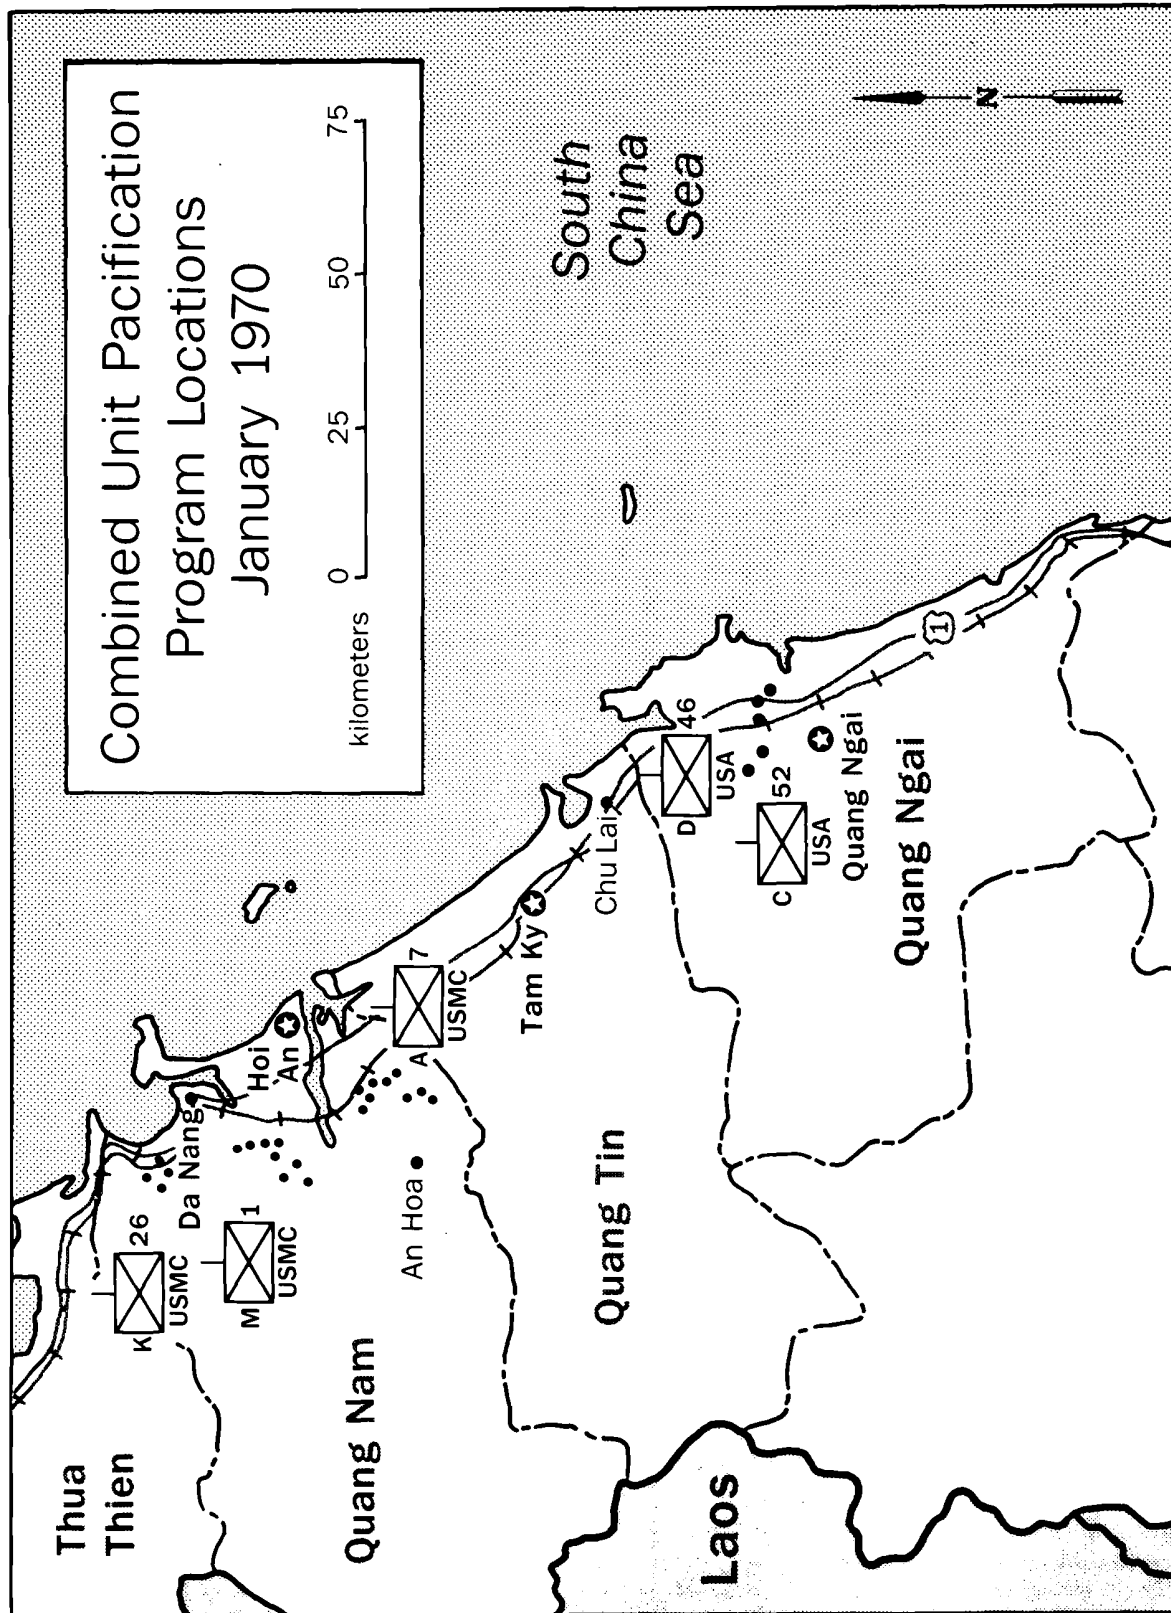 Combined Unit Pacification
Program Locations
January 1970
kilometers
0 25 50 75
Thua
Thien
K 26
USMC
M 1
USMC
Da Nang
Hoi
An
Quang Nam
A 7
USMC
An Hoa
Tam Ky
Quang Tin
Chu Lai
D 46
USA
C 52
USA
Quang Ngai
Quang Ngai
1
South
China
Sea
N
Laos